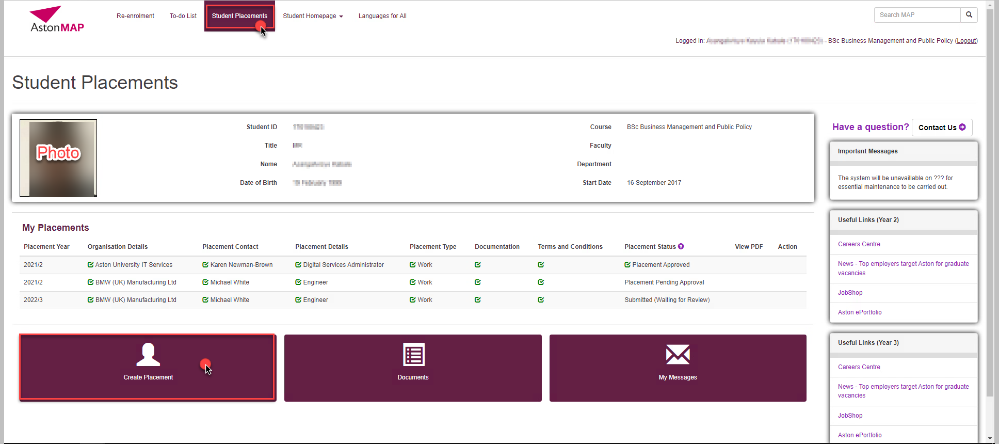 AstonMAP
Re-enrolment To-do List Student Placements Student Homepage Languages for All
Search MAP
Logged In: - BSc Business Management and Public Policy (Logout)
Student Placements
Photo
Student ID
Title
Name
Date of Birth
Course BSc Business Management and Public Policy
Faculty
Department
Start Date 16 September 2017
Have a question? Contact Us
Important Messages
The system will be unavaillable on ??? for
essential maintenance to be carried out.
My Placements
Placement Year Organisation Details Placement Contact Placement Details Placement Type Documentation Terms and Conditions Placement Status View PDF Action
2021/2 Aston University IT Services Karen Newman-Brown Digital Services Administrator Work Placement Approved
2021/2 BMW (UK) Manufacturing Ltd Michael White Engineer Work Placement Pending Approval
2022/3 BMW (UK) Manufacturing Ltd Michael White Engineer Work Submitted (Waiting for Review)
Create Placement
Documents
My Messages
Useful Links (Year 2)
Careers Centre
News - Top employers target Aston for graduate
vacancies
JobShop
Aston ePortfolio
Useful Links (Year 3)
Careers Centre
News - Top employers target Aston for graduate
vacancies
JobShop
Aston ePortfolio